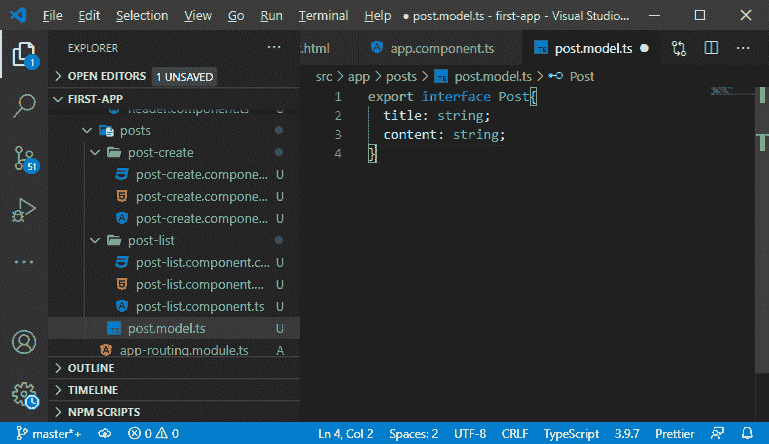 File Edit Selection View Go Run Terminal Help ● post.model.ts - first-app - Visual Studio...
EXPLORER ...
.html app.component.ts post.model.ts ● ...
OPEN EDITORS 1 UNSAVED
src > app > posts > post.model.ts > Post
FIRST-APP
header.component.ts
posts
post-create
post-create.compone... U
post-create.compone... U
post-create.compone... U
post-list
post-list.component.c... U
post-list.component.... U
post-list.component.ts U
post.model.ts U
app-routing.module.ts A
OUTLINE
TIMELINE
NPM SCRIPTS
1
51
1 export interface Post{
2 title: string;
3 content: string;
4 }
master*+ 0 0 Ln 4, Col 2 Spaces: 2 UTF-8 CRLF TypeScript 3.9.7 Prettier